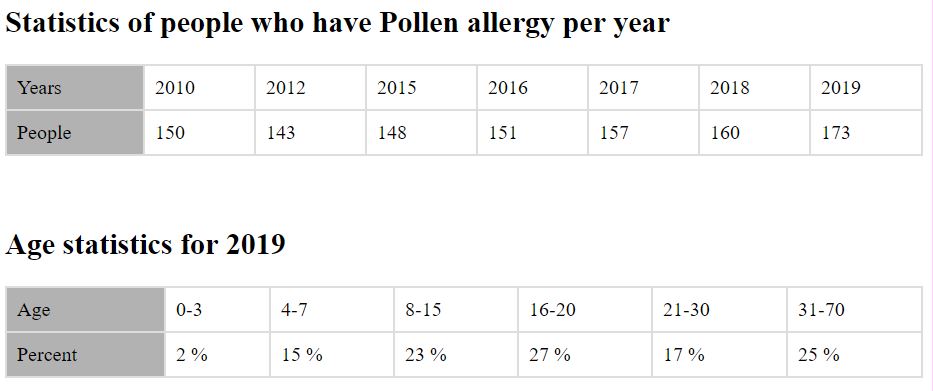 Statistics of people who have Pollen allergy per year
Years 2010 2012 2015 2016 2017 2018 2019
People 150 143 148 151 157 160 173
Age statistics for 2019
Age 0-3 4-7 8-15 16-20 21-30 31-70
Percent 2 % 15 % 23 % 27 % 17 % 25 %